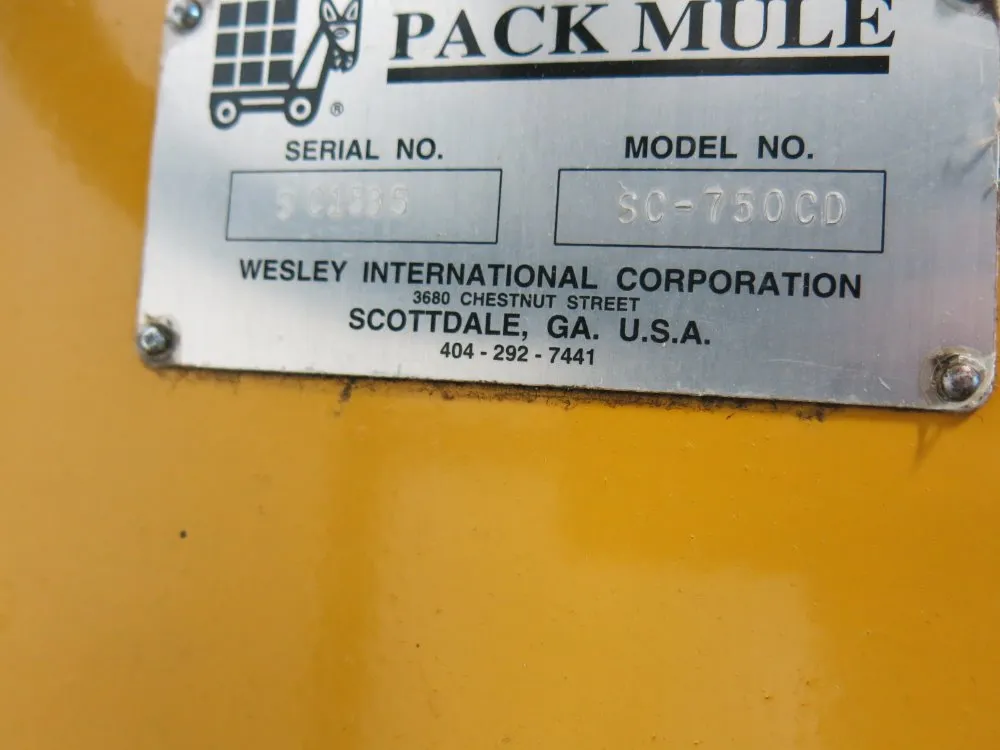 PACK MULE
®
SERIAL NO. MODEL NO.
SC-750CD
WESLEY INTERNATIONAL CORPORATION
3680 CHESTNUT STREET
SCOTTDALE, GA. U.S.A.
404 - 292 - 7441